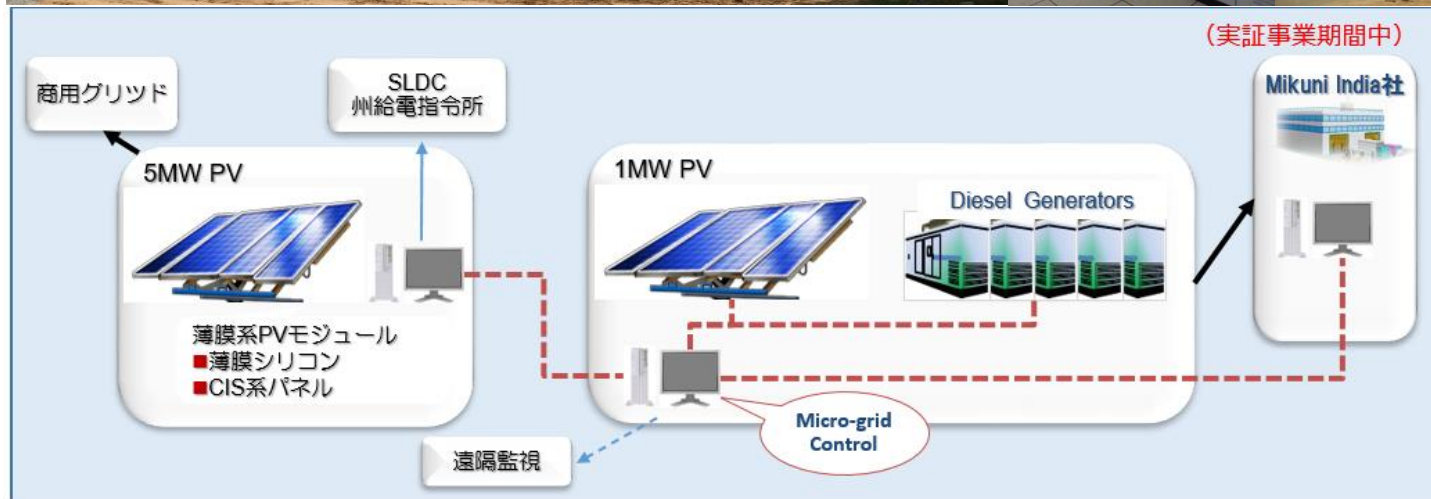 （実証事業期間中）
商用グリッド
SLDC
州給電指令所
Mikuni India社
5MW PV
1MW PV
Diesel Generators
薄膜系PVモジュール
■薄膜シリコン
■CIS系パネル
Micro-grid
Control
遠隔監視